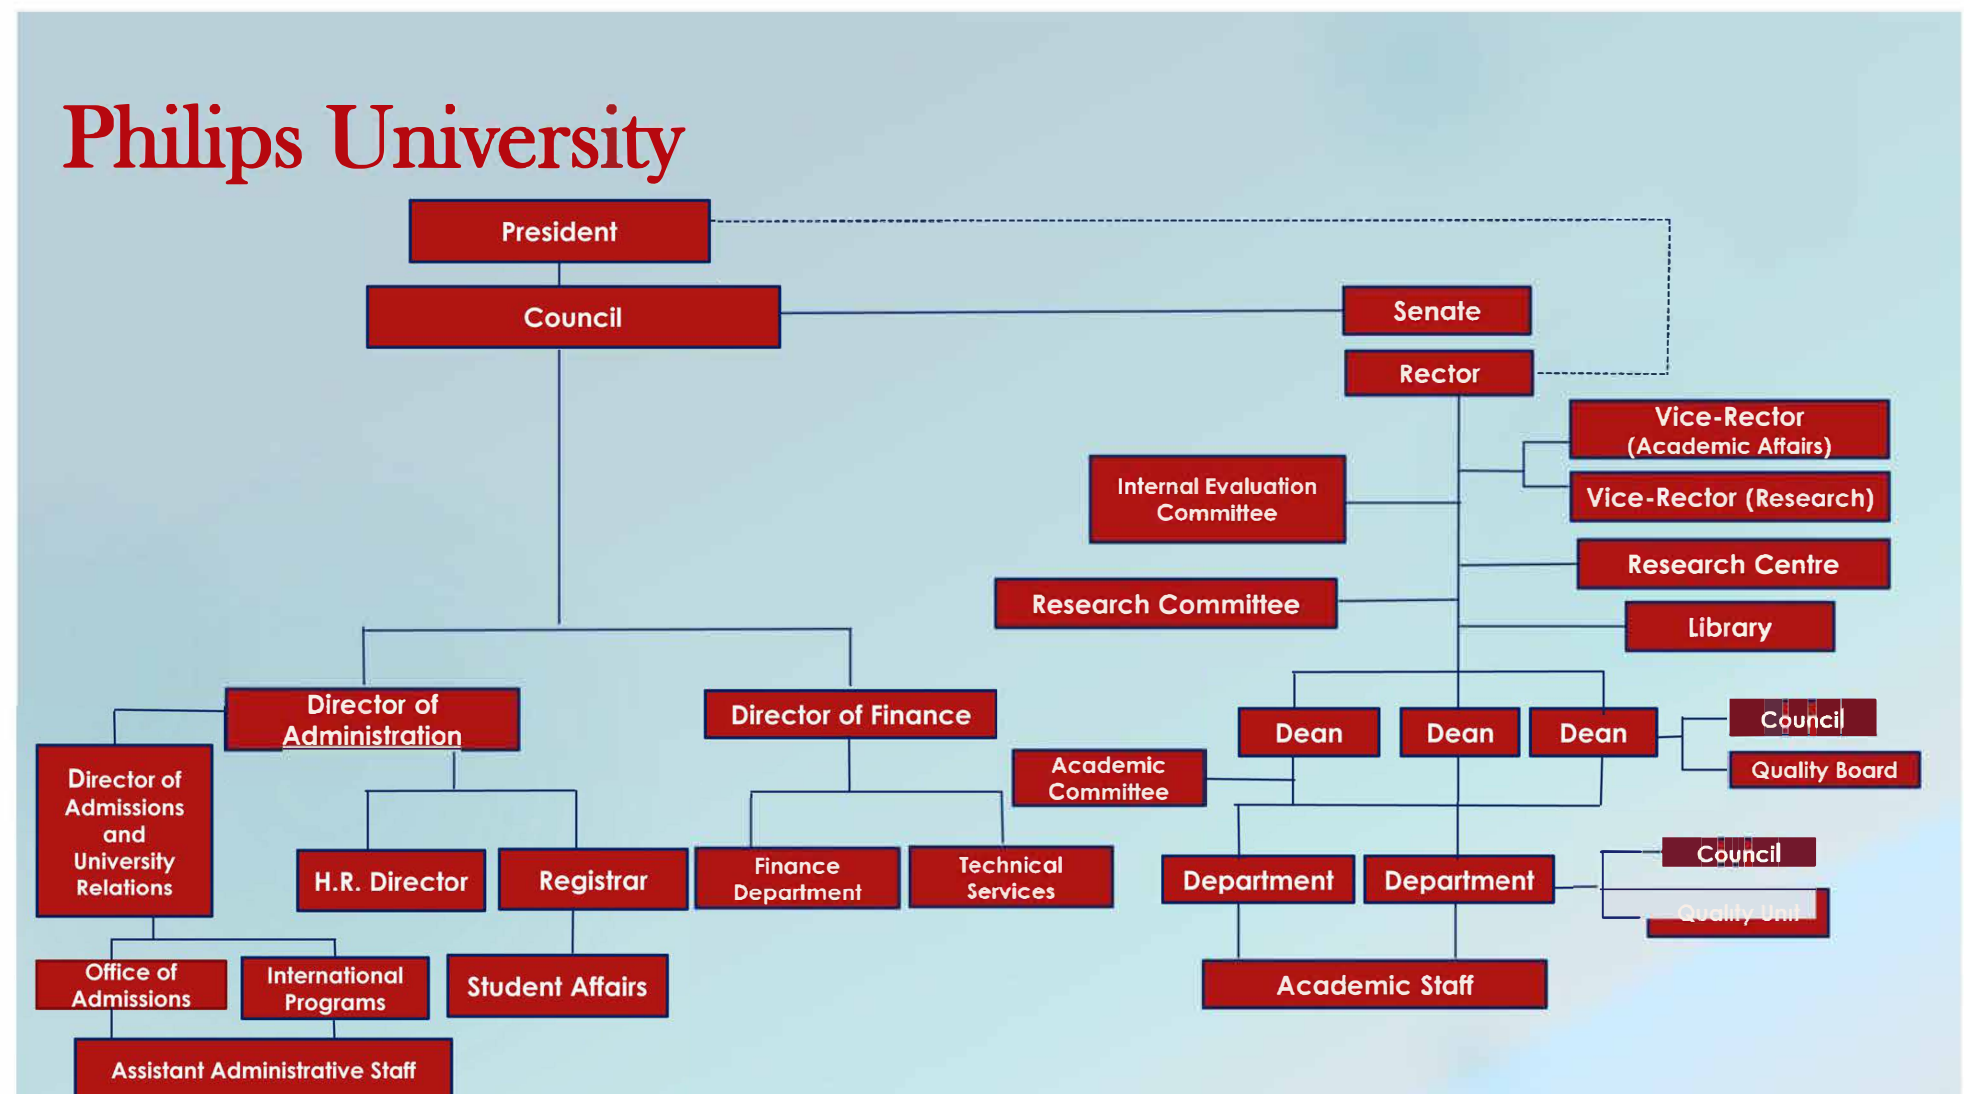 Philips University
President
Council
Senate
Rector
Vice-Rector
(Academic Affairs)
Internal Evaluation
Committee
Vice-Rector (Research)
Research Centre
Research Committee
Library
Director of
Administration
Director of Finance
Dean
Dean
Dean
Council
Quality Board
Academic
Committee
Director of
Admissions
and
University
Relations
H.R. Director
Registrar
Finance
Department
Technical
Services
Department
Department
Council
Quality Unit
Office of
Admissions
International
Programs
Student Affairs
Academic Staff
Assistant Administrative Staff